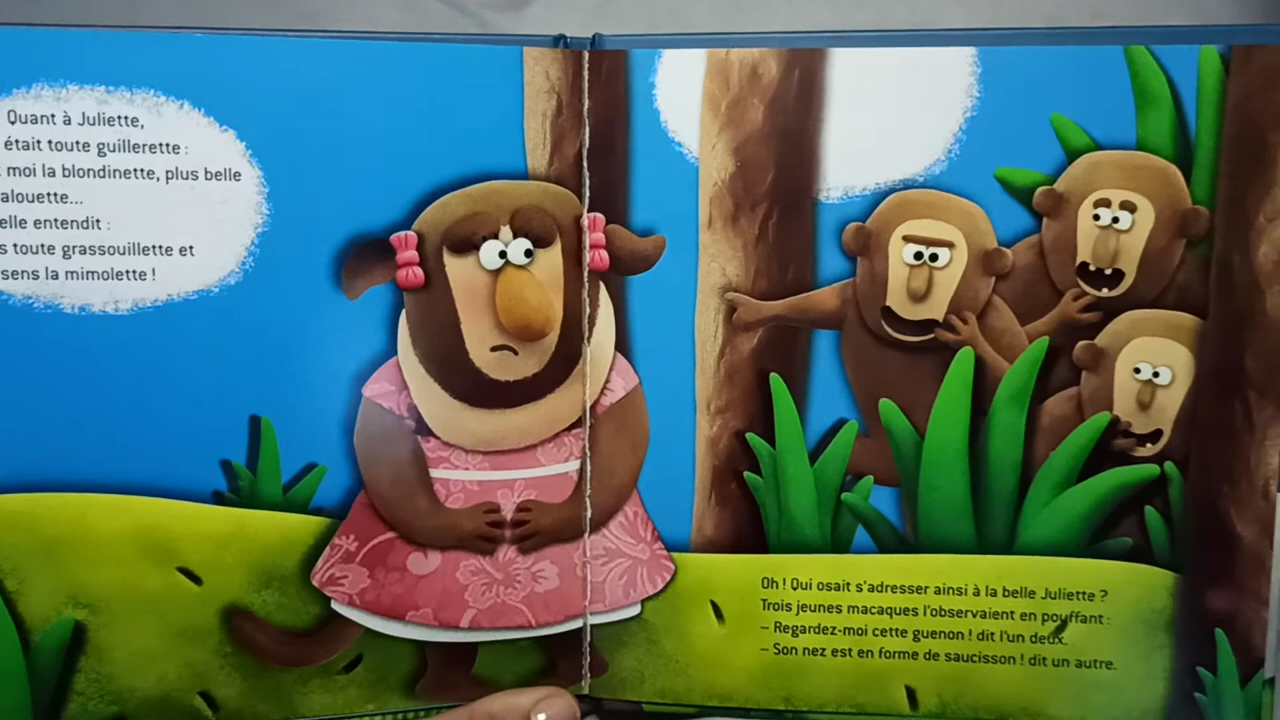 Quant à Juliette,
était toute guillerette :
moi la blondinette, plus belle
alouette...
elle entendit :
toute grassouillette et
sens la mimolette !
Oh ! Qui osait s'adresser ainsi à la belle Juliette ?
Trois jeunes macaques l'observaient en pouffant :
– Regardez-moi cette guenon ! dit l'un deux.
– Son nez est en forme de saucisson ! dit un autre.